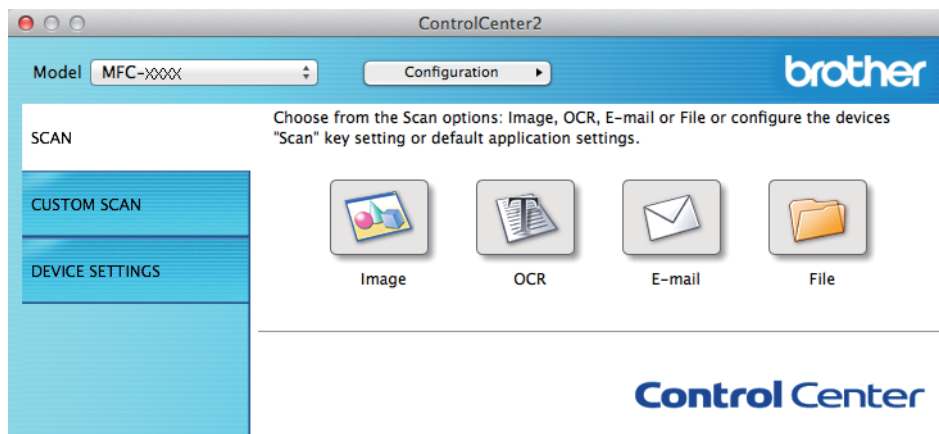 ControlCenter2
Model MFC-XXXX Configuration brother
SCAN
Choose from the Scan options: Image, OCR, E-mail or File or configure the devices
"Scan" key setting or default application settings.
CUSTOM SCAN
DEVICE SETTINGS
Image OCR E-mail File
Control Center